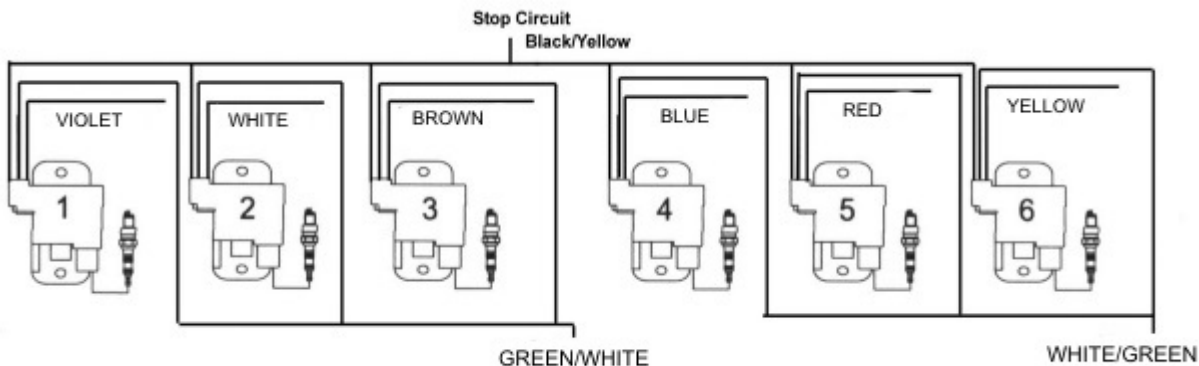 Stop Circuit
Black/Yellow
VIOLET
WHITE
BROWN
BLUE
RED
YELLOW
1
2
3
4
5
6
GREEN/WHITE
WHITE/GREEN